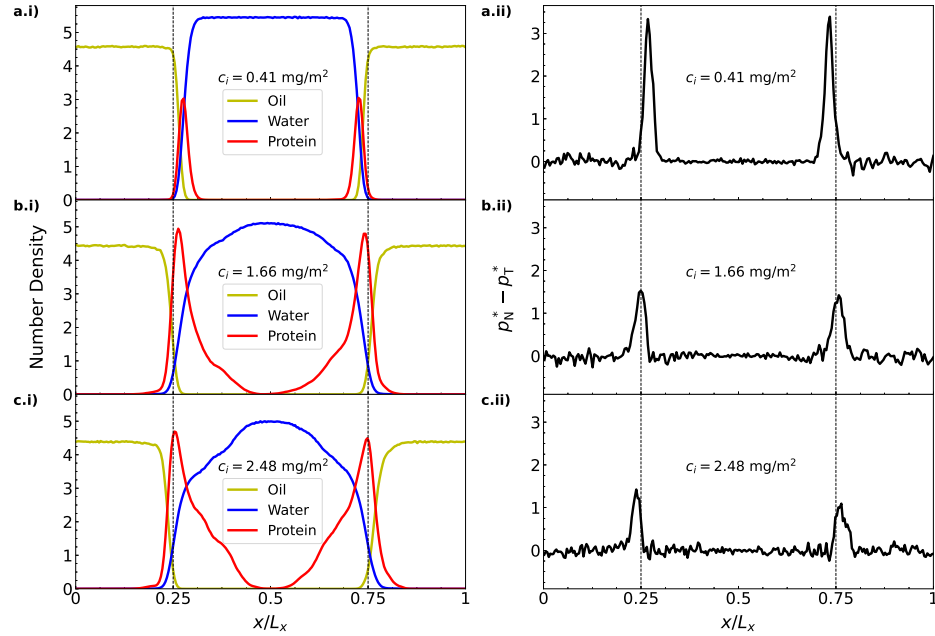 a.i)
5
4
3
2
1
0
c_i = 0.41 mg/m²
Oil
Water
Protein
a.ii)
3
2
1
0
c_i = 0.41 mg/m²
b.i)
5
4
3
2
1
0
Number Density
c_i = 1.66 mg/m²
Oil
Water
Protein
b.ii)
3
2
1
0
p*_N − p*_T
c_i = 1.66 mg/m²
c.i)
5
4
3
2
1
0
c_i = 2.48 mg/m²
Oil
Water
Protein
0 0.25 0.5 0.75 1
x/L_x
c.ii)
3
2
1
0
c_i = 2.48 mg/m²
0 0.25 0.5 0.75 1
x/L_x